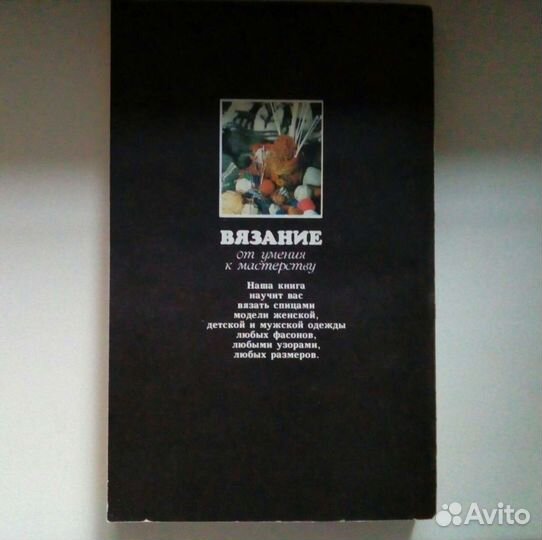 ВЯЗАНИЕ
от умения
к мастерству
Наша книга
научит вас
вязать спицами
модели женской,
детской и мужской одежды
любых фасонов,
любыми узорами,
любых размеров.
Avito